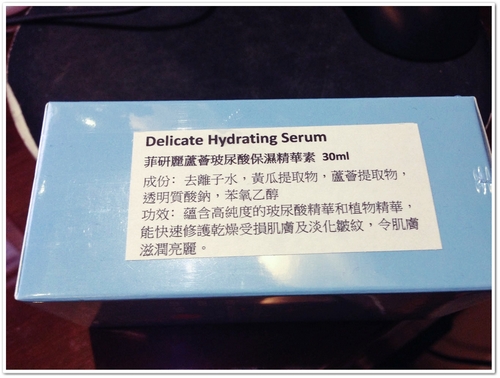 Delicate Hydrating Serum
菲研麗蘆薈玻尿酸保濕精華素 30ml
成份: 去離子水，黃瓜提取物，蘆薈提取物，
透明質酸鈉，苯氧乙醇
功效: 蘊含高純度的玻尿酸精華和植物精華，
能快速修護乾燥受損肌膚及淡化皺紋，令肌膚
滋潤亮麗。